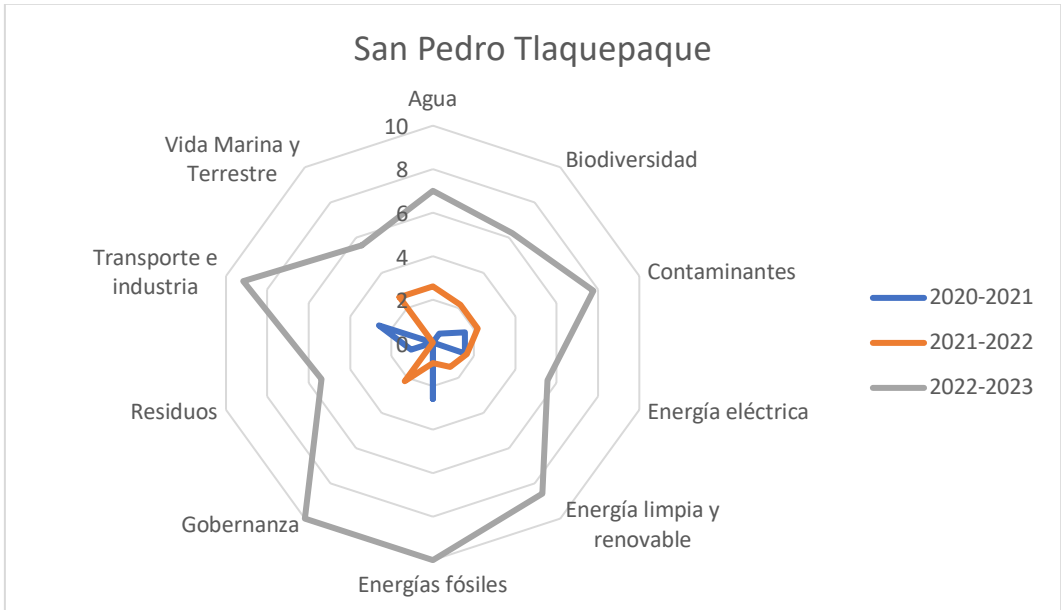 San Pedro Tlaquepaque
Agua
10
Vida Marina y
Terrestre
Biodiversidad
8
6
Transporte e
industria
Contaminantes
4
2
0
2020-2021
2021-2022
2022-2023
Residuos
Energía eléctrica
Gobernanza
Energía limpia y
renovable
Energías fósiles